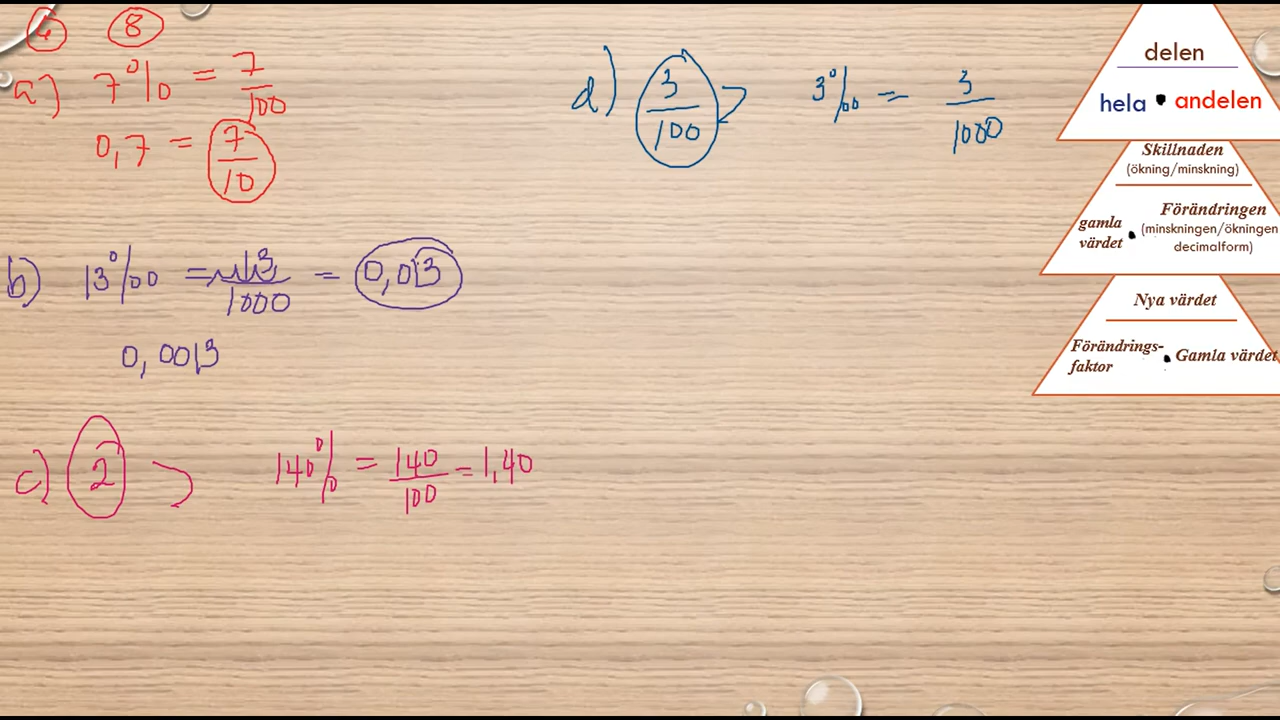 8
a) 7% = 7/100
0,7 = 7/10
b) 13‰ = 13/1000 = 0,013
0,0013
c) 2 > 140% = 140/100 = 1,40
d) 3/100 > 3‰ = 3/1000
delen
hela • andelen
Skillnaden
(ökning/minskning)
gamla värdet • Förändringen
(minskningen/ökningen
decimalform)
Nya värdet
Förändrings-
faktor • Gamla värdet